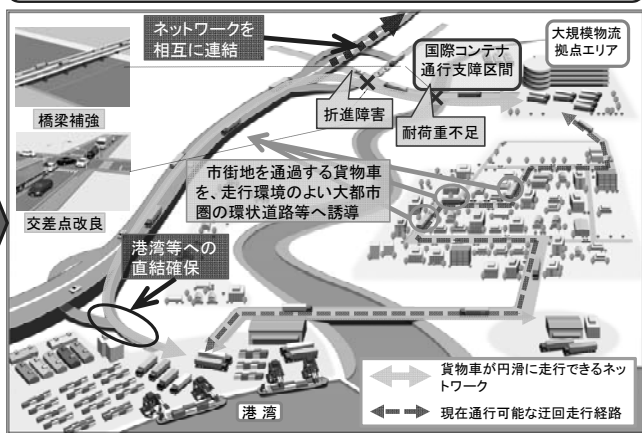 ネットワークを
相互に連結
国際コンテナ
通行支障区間
大規模物流
拠点エリア
橋梁補強
折進障害
耐荷重不足
交差点改良
市街地を通過する貨物車
を、走行環境のよい大都市
圏の環状道路等へ誘導
港湾等への
直結確保
港 湾
貨物車が円滑に走行できるネッ
トワーク
現在通行可能な迂回走行経路